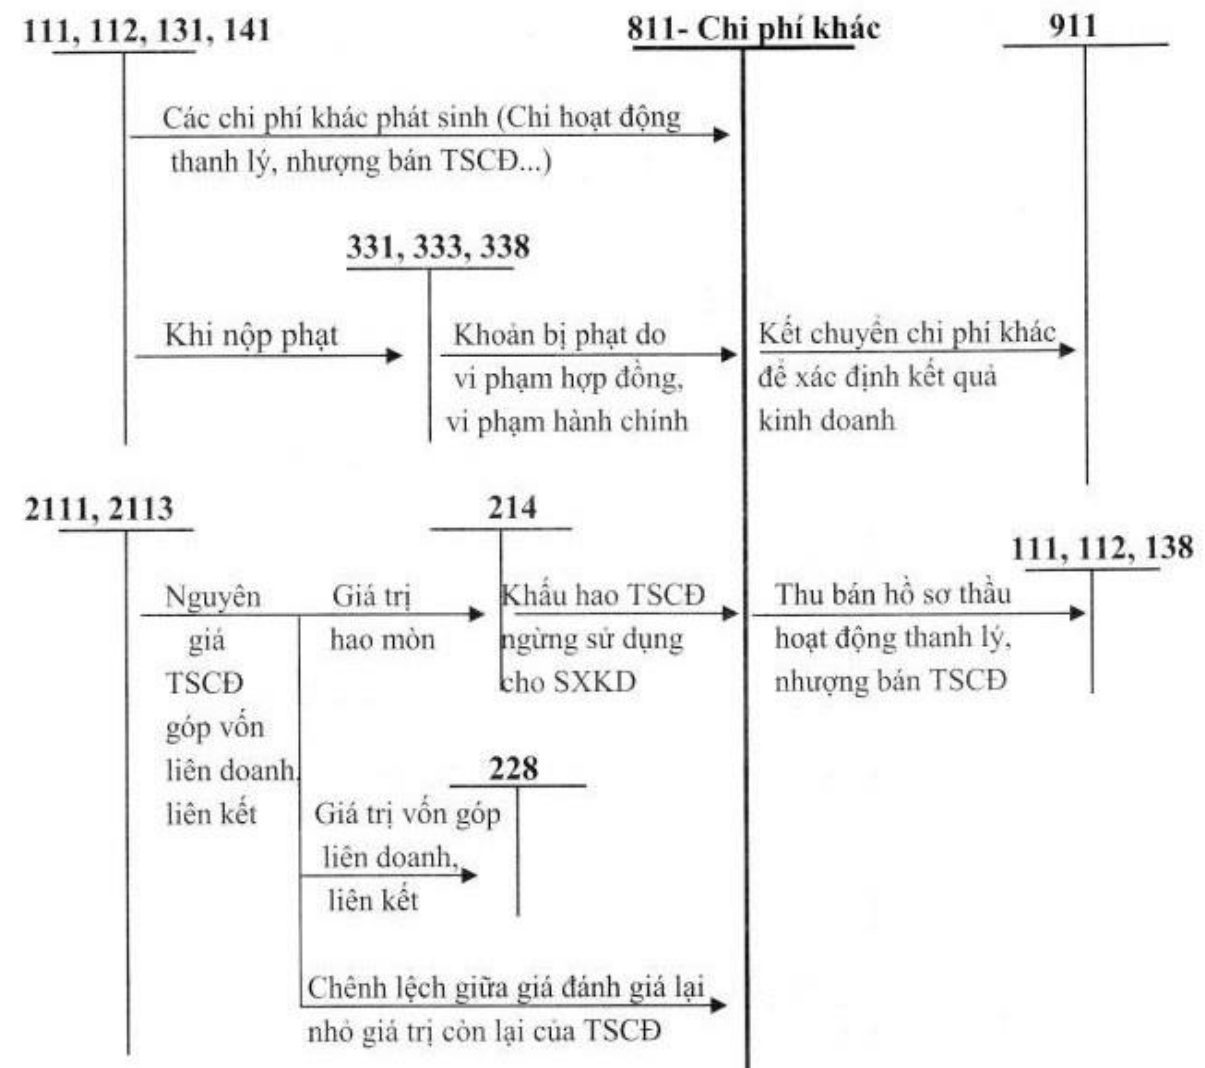 111, 112, 131, 141
811- Chi phí khác
911
Các chi phí khác phát sinh (Chi hoạt động
thanh lý, nhượng bán TSCĐ...)
331, 333, 338
Khi nộp phạt
Khoản bị phạt do
vi phạm hợp đồng,
vi phạm hành chính
Kết chuyển chi phí khác
để xác định kết quả
kinh doanh
2111, 2113
214
111, 112, 138
Nguyên
giá
TSCĐ
góp vốn
liên doanh,
liên kết
Giá trị
hao mòn
Khấu hao TSCĐ
ngừng sử dụng
cho SXKD
Thu bán hồ sơ thầu
hoạt động thanh lý,
nhượng bán TSCĐ
228
Giá trị vốn góp
liên doanh,
liên kết
Chênh lệch giữa giá đánh giá lại
nhỏ giá trị còn lại của TSCĐ